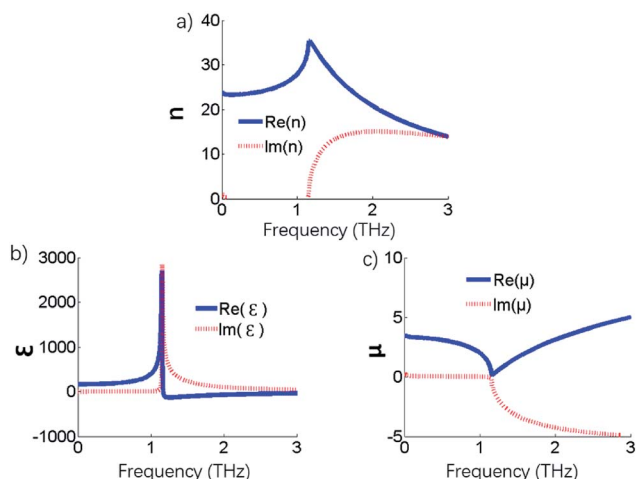 a)
40
30
20
10
0
n
Re(n)
Im(n)
0
1
2
3
Frequency (THz)
b)
3000
2000
1000
0
-1000
ε
Re(ε)
Im(ε)
0
1
2
3
Frequency (THz)
c)
10
5
0
-5
μ
Re(μ)
Im(μ)
0
1
2
3
Frequency (THz)